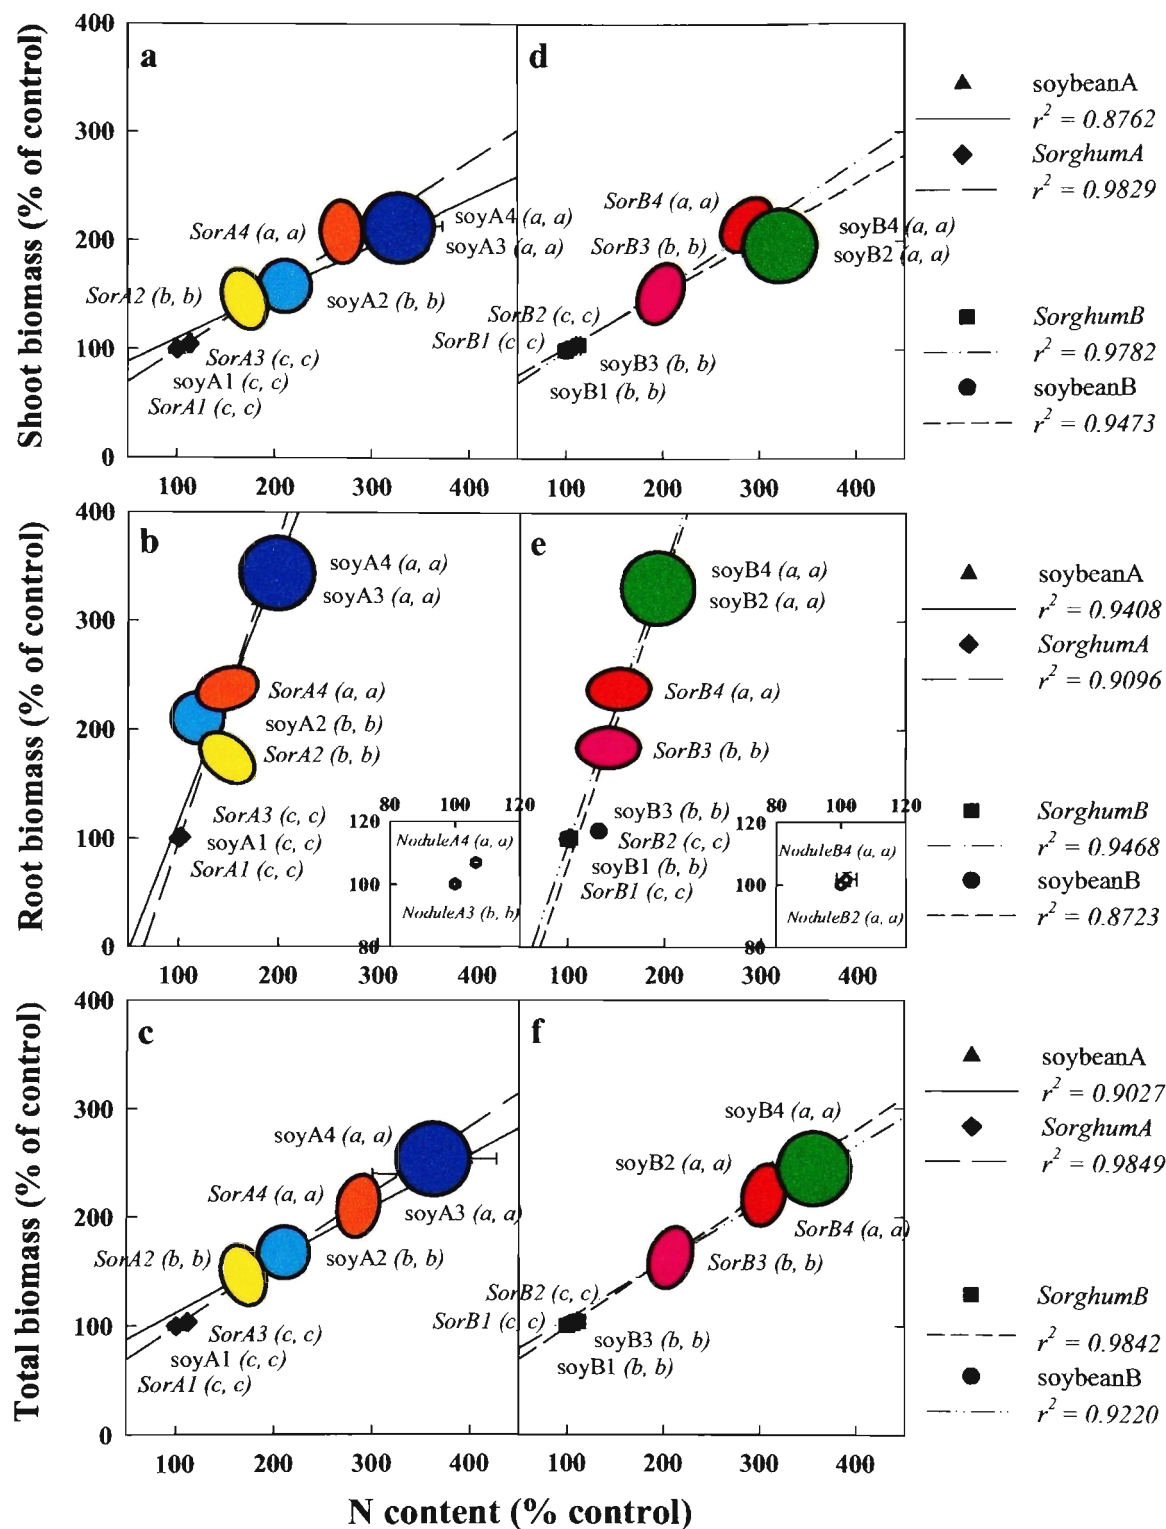 Shoot biomass (% of control)
400
300
200
100
0
a
SorA4 (a, a)
soyA4 (a, a)
soyA3 (a, a)
SorA2 (b, b)
soyA2 (b, b)
SorA3 (c, c)
soyA1 (c, c)
SorA1 (c, c)
100 200 300 400
d
SorB4 (a, a)
soyB4 (a, a)
soyB2 (a, a)
SorB3 (b, b)
SorB2 (c, c)
SorB1 (c, c)
soyB3 (b, b)
soyB1 (b, b)
100 200 300 400
soybeanA
r² = 0.8762
SorghumA
r² = 0.9829
SorghumB
r² = 0.9782
soybeanB
r² = 0.9473
Root biomass (% of control)
400
300
200
100
0
b
soyA4 (a, a)
soyA3 (a, a)
SorA4 (a, a)
soyA2 (b, b)
SorA2 (b, b)
SorA3 (c, c)
soyA1 (c, c)
SorA1 (c, c)
80 100 120
120
100
80
NoduleA4 (a, a)
NoduleA3 (b, b)
100 200 300 400
e
soyB4 (a, a)
soyB2 (a, a)
SorB4 (a, a)
SorB3 (b, b)
soyB3 (b, b)
SorB2 (c, c)
soyB1 (b, b)
SorB1 (c, c)
80 100 120
120
100
80
NoduleB4 (a, a)
NoduleB2 (a, a)
100 200 300 400
soybeanA
r² = 0.9408
SorghumA
r² = 0.9096
SorghumB
r² = 0.9468
soybeanB
r² = 0.8723
Total biomass (% of control)
400
300
200
100
0
c
soyA4 (a, a)
SorA4 (a, a)
soyA3 (a, a)
SorA2 (b, b)
soyA2 (b, b)
SorA3 (c, c)
soyA1 (c, c)
SorA1 (c, c)
100 200 300 400
f
soyB4 (a, a)
soyB2 (a, a)
SorB4 (a, a)
SorB3 (b, b)
SorB2 (c, c)
SorB1 (c, c)
soyB3 (b, b)
soyB1 (b, b)
100 200 300 400
soybeanA
r² = 0.9027
SorghumA
r² = 0.9849
SorghumB
r² = 0.9842
soybeanB
r² = 0.9220
N content (% control)